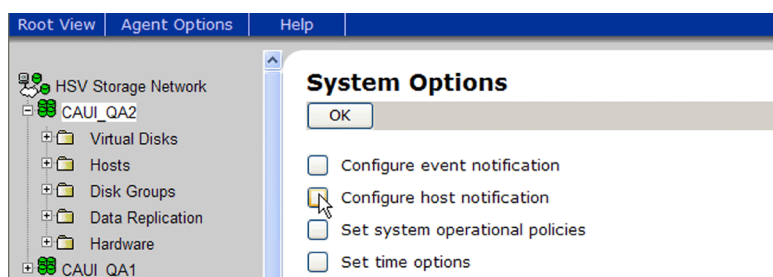 Root View Agent Options Help
HSV Storage Network
CAUI_QA2
Virtual Disks
Hosts
Disk Groups
Data Replication
Hardware
CAUI_QA1
System Options
OK
Configure event notification
Configure host notification
Set system operational policies
Set time options